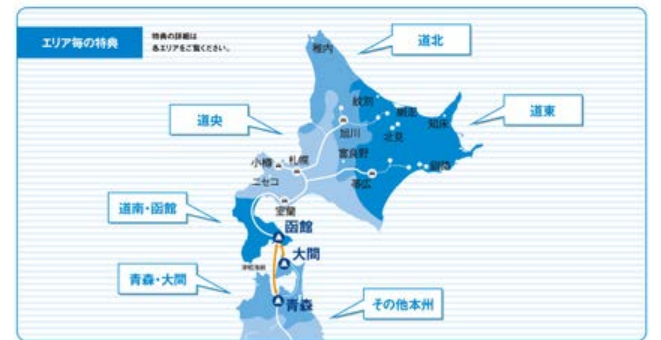 エリア毎の特典
特典の詳細は
各エリアをご覧ください。
道北
稚内
道央
紋別
網走
知床
道東
旭川
北見
富良野
小樽
札幌
釧路
ニセコ
帯広
道南・函館
室蘭
函館
大間
津軽海峡
青森・大間
青森
その他本州